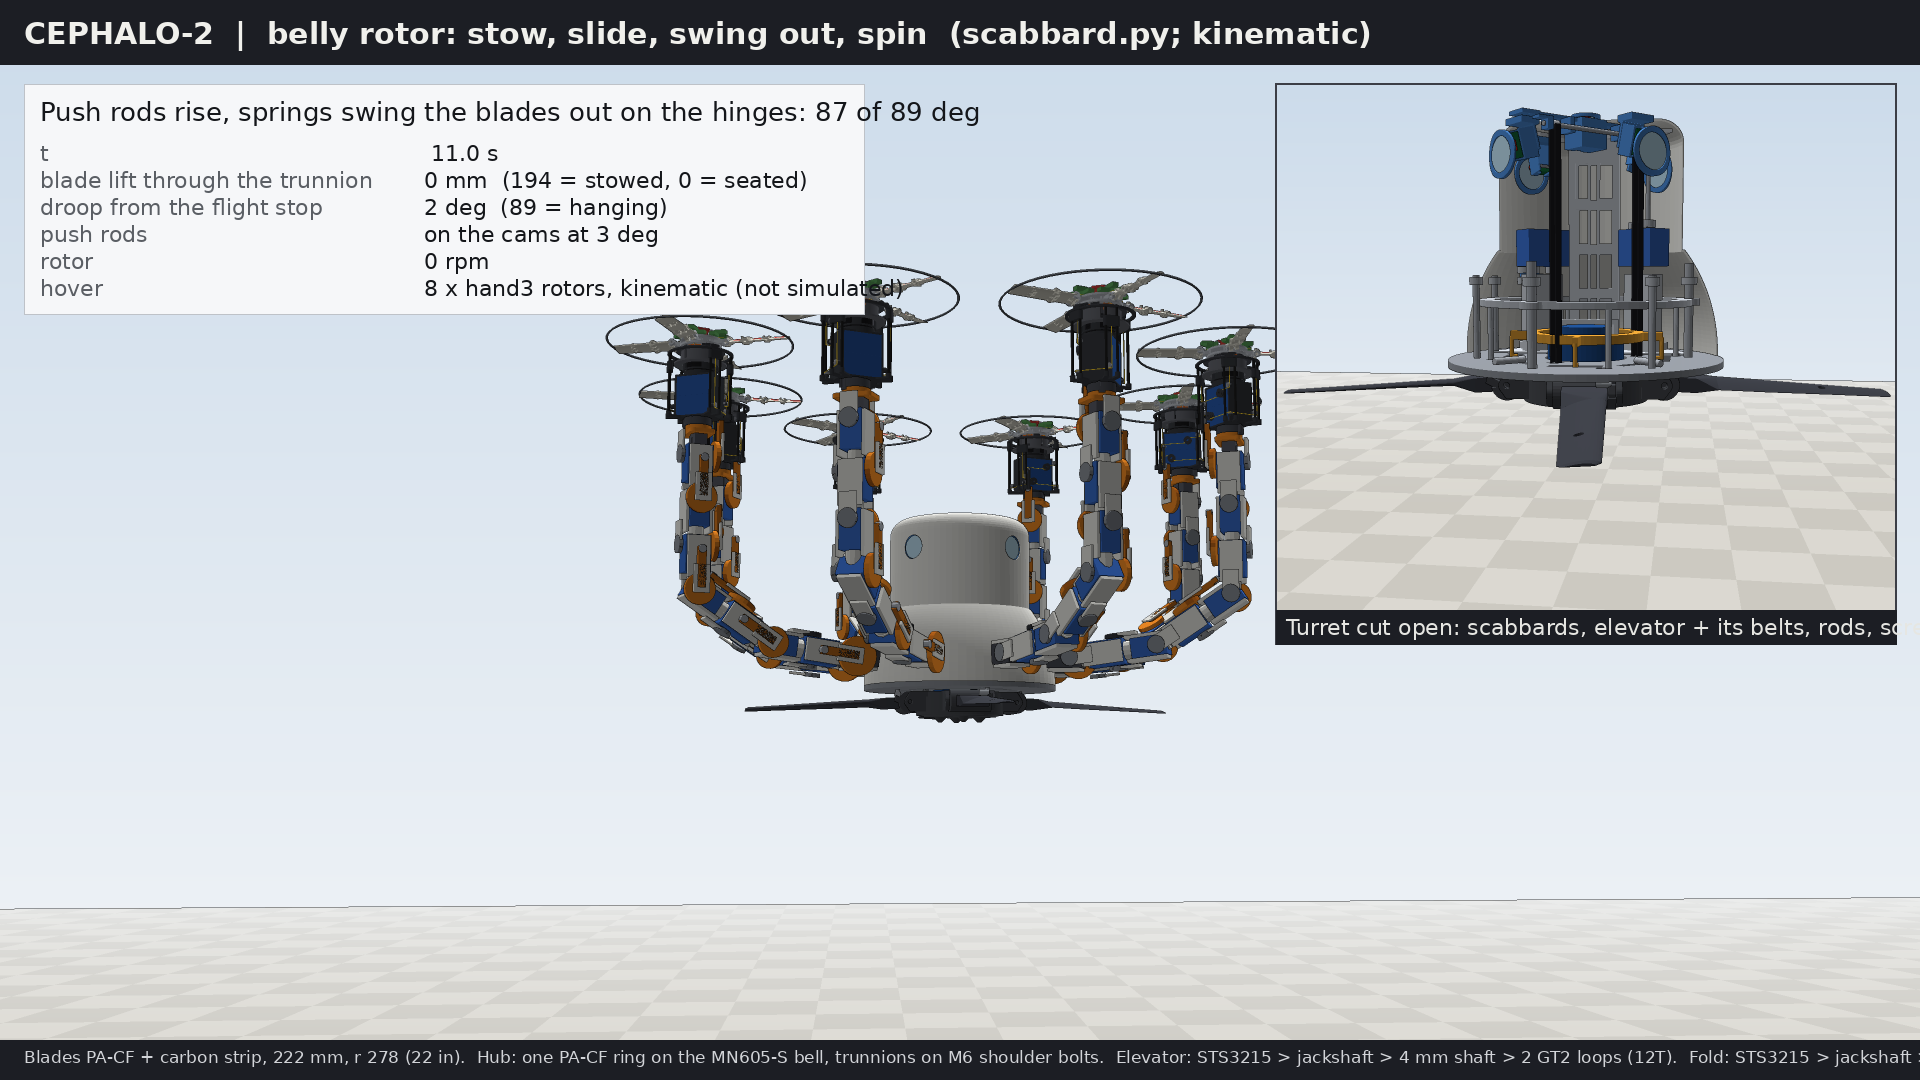 CEPHALO-2 | belly rotor: stow, slide, swing out, spin (scabbard.py; kinematic)
Push rods rise, springs swing the blades out on the hinges: 87 of 89 deg
t 11.0 s
blade lift through the trunnion 0 mm (194 = stowed, 0 = seated)
droop from the flight stop 2 deg (89 = hanging)
push rods on the cams at 3 deg
rotor 0 rpm
hover 8 x hand3 rotors, kinematic (not simulated)
Turret cut open: scabbards, elevator + its belts, rods,
Blades PA-CF + carbon strip, 222 mm, r 278 (22 in). Hub: one PA-CF ring on the MN605-S bell, trunnions on M6 shoulder bolts. Elevator: STS3215 > jackshaft > 4 mm shaft > 2 GT2 loops (12T). Fold: STS3215 > jackshaft >